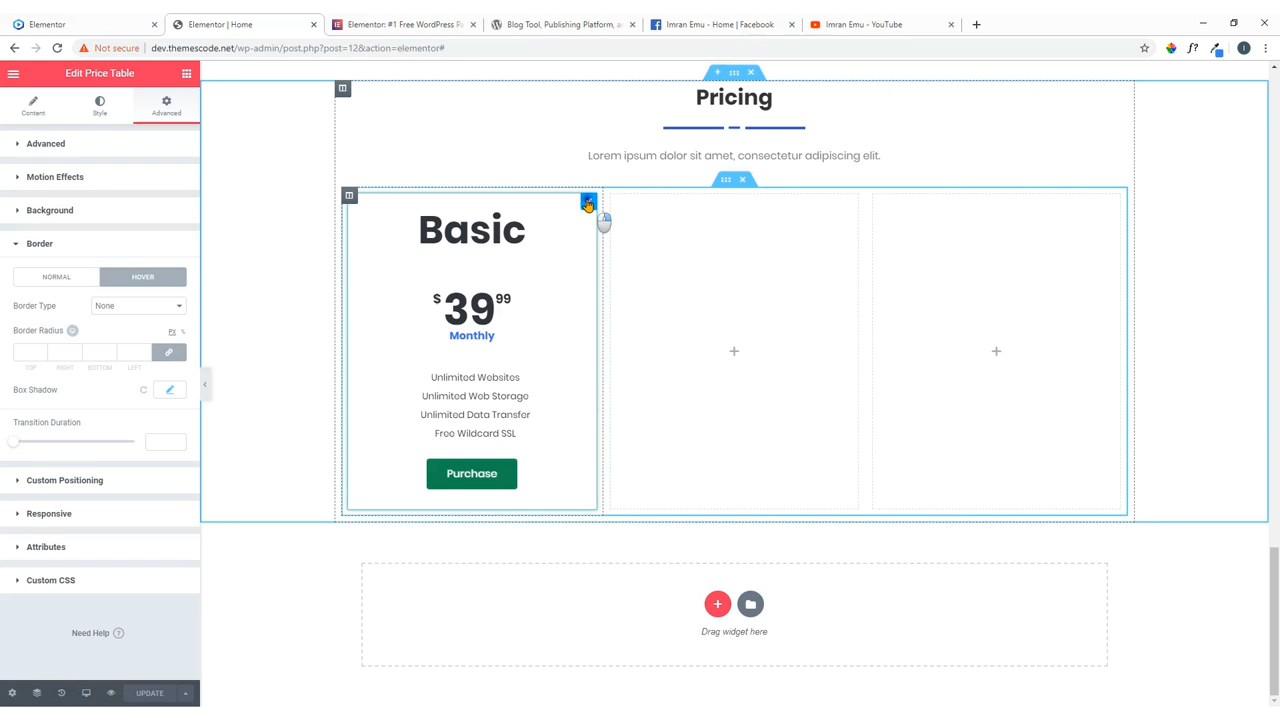 Elementor
Elementor | Home
Elementor: #1 Free WordPress Pa
Blog Tool, Publishing Platform, a
Imran Emu - Home | Facebook
Imran Emu - YouTube
Not secure
dev.themescode.net/wp-admin/post.php?post=12&action=elementor#
f?
I
Edit Price Table
Content
Style
Advanced
Advanced
Motion Effects
Background
Border
NORMAL
HOVER
Border Type
None
Border Radius
PX
%
TOP
RIGHT
BOTTOM
LEFT
Box Shadow
Transition Duration
Custom Positioning
Responsive
Attributes
Custom CSS
Need Help
UPDATE
Pricing
Lorem ipsum dolor sit amet, consectetur adipiscing elit.
Basic
$39 99
Monthly
Unlimited Websites
Unlimited Web Storage
Unlimited Data Transfer
Free Wildcard SSL
Purchase
Drag widget here